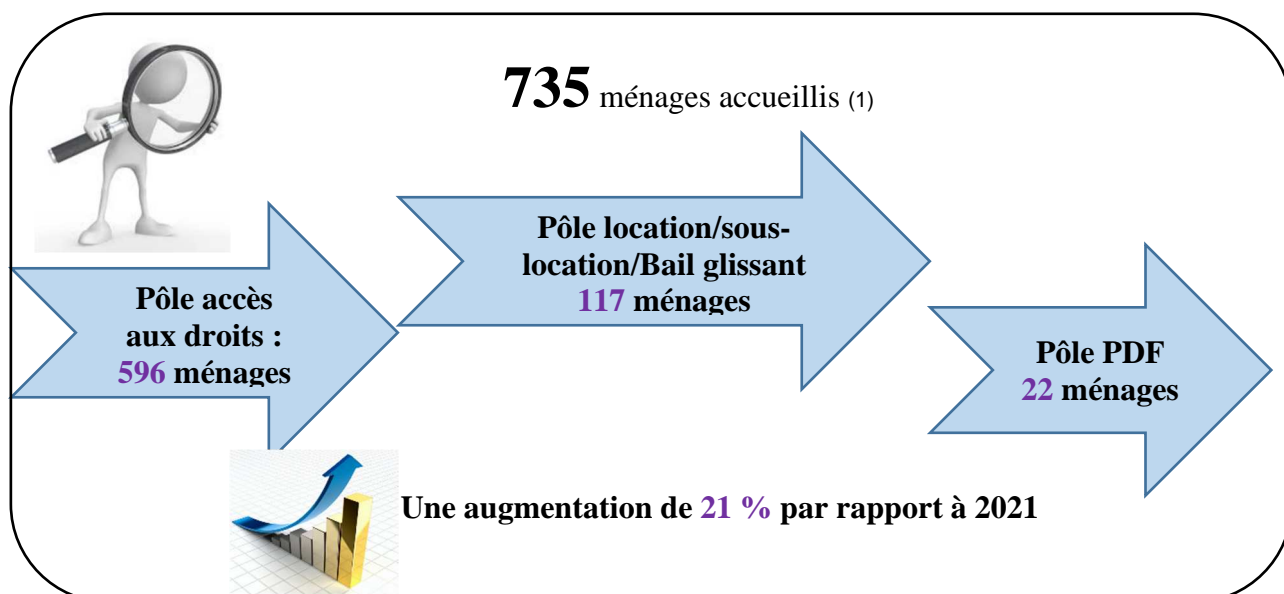 735 ménages accueillis (1)
Pôle accès
aux droits :
596 ménages
Pôle location/sous-
location/Bail glissant
117 ménages
Pôle PDF
22 ménages
Une augmentation de 21 % par rapport à 2021